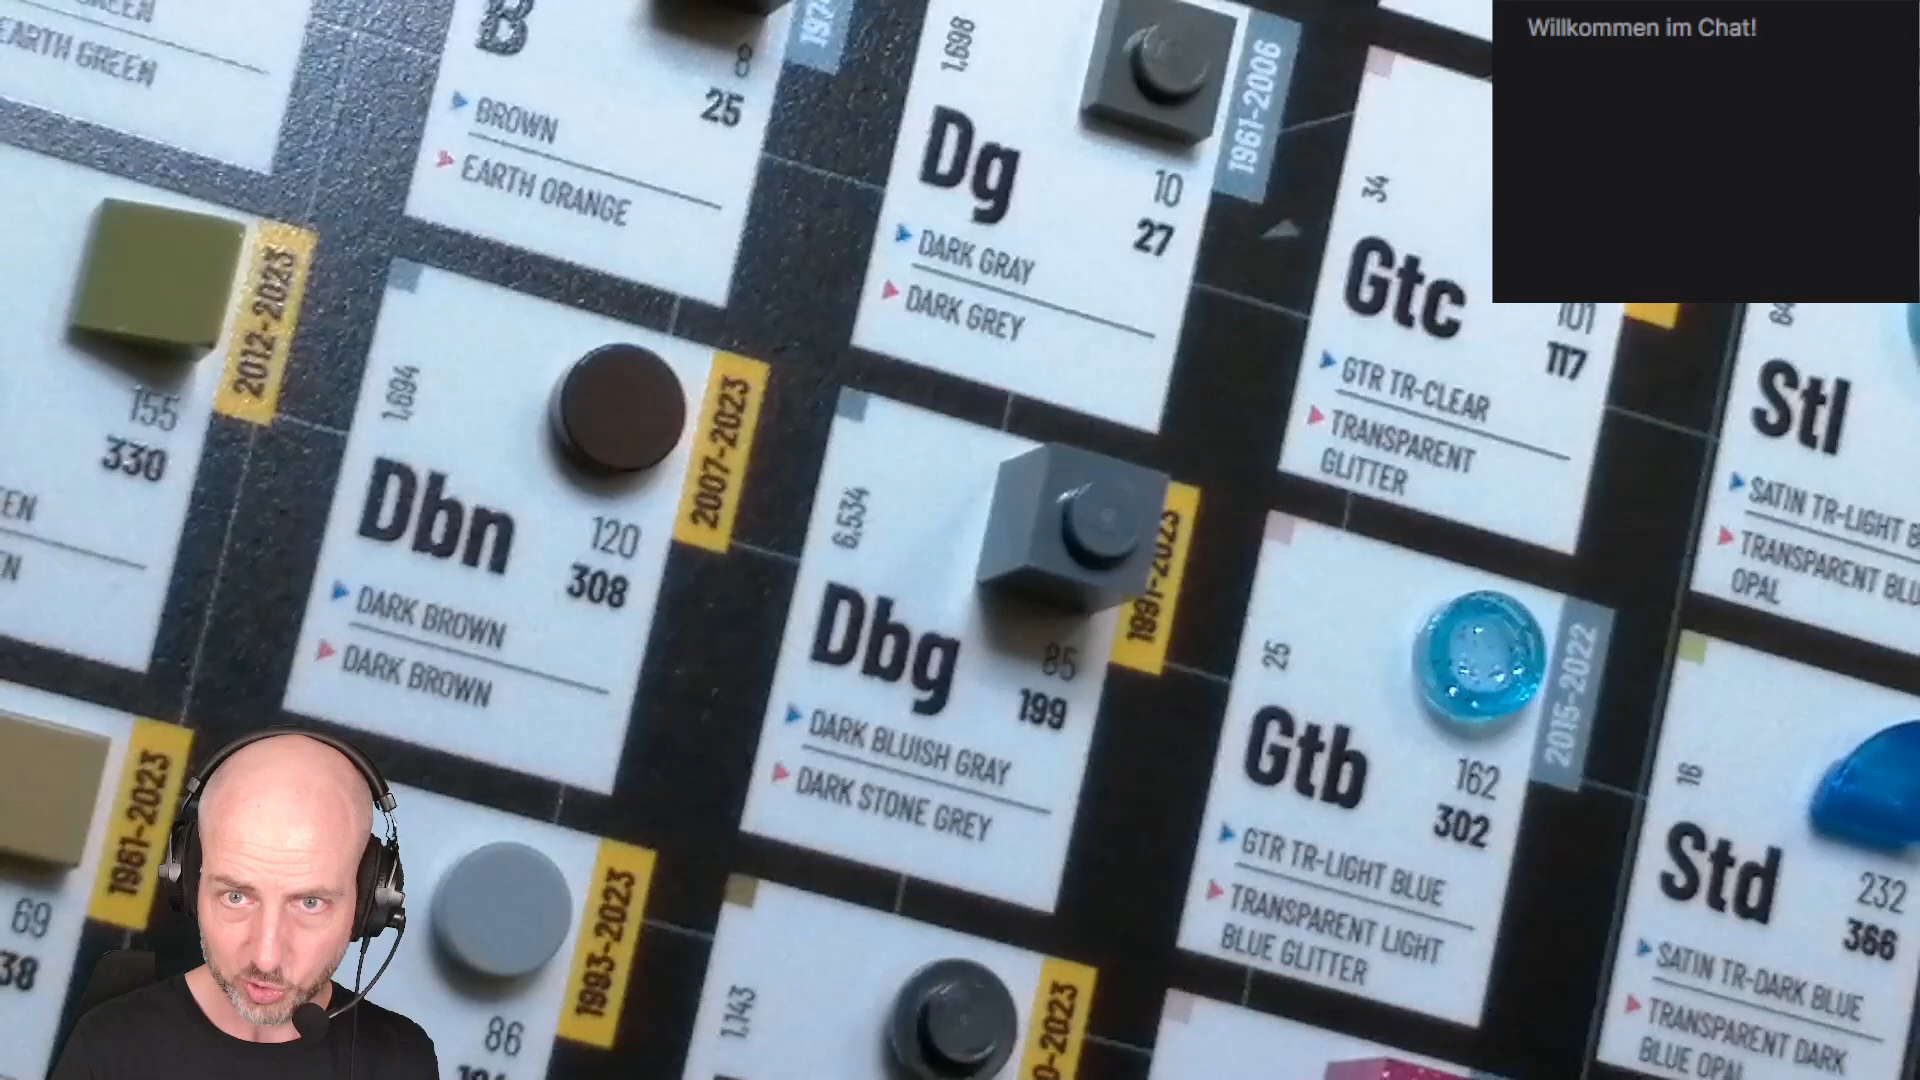 Willkommen im Chat!
EARTH GREEN
B
8
25
BROWN
EARTH ORANGE
1,698
Dg
10
27
DARK GRAY
DARK GREY
1961-2006
34
Gtc
101
117
GTR TR-CLEAR
TRANSPARENT
GLITTER
155
330
2012-2023
1,694
Dbn
120
308
DARK BROWN
DARK BROWN
2007-2023
6,534
Dbg
85
199
DARK BLUISH GRAY
DARK STONE GREY
1991-2023
25
Gtb
162
302
GTR TR-LIGHT BLUE
TRANSPARENT LIGHT
BLUE GLITTER
2015-2022
Stl
SATIN TR-LIGHT
TRANSPARENT
OPAL
16
Std
232
366
SATIN TR-DARK BLUE
TRANSPARENT DARK
BLUE OPAL
69
38
1961-2023
86
1993-2023
1,143